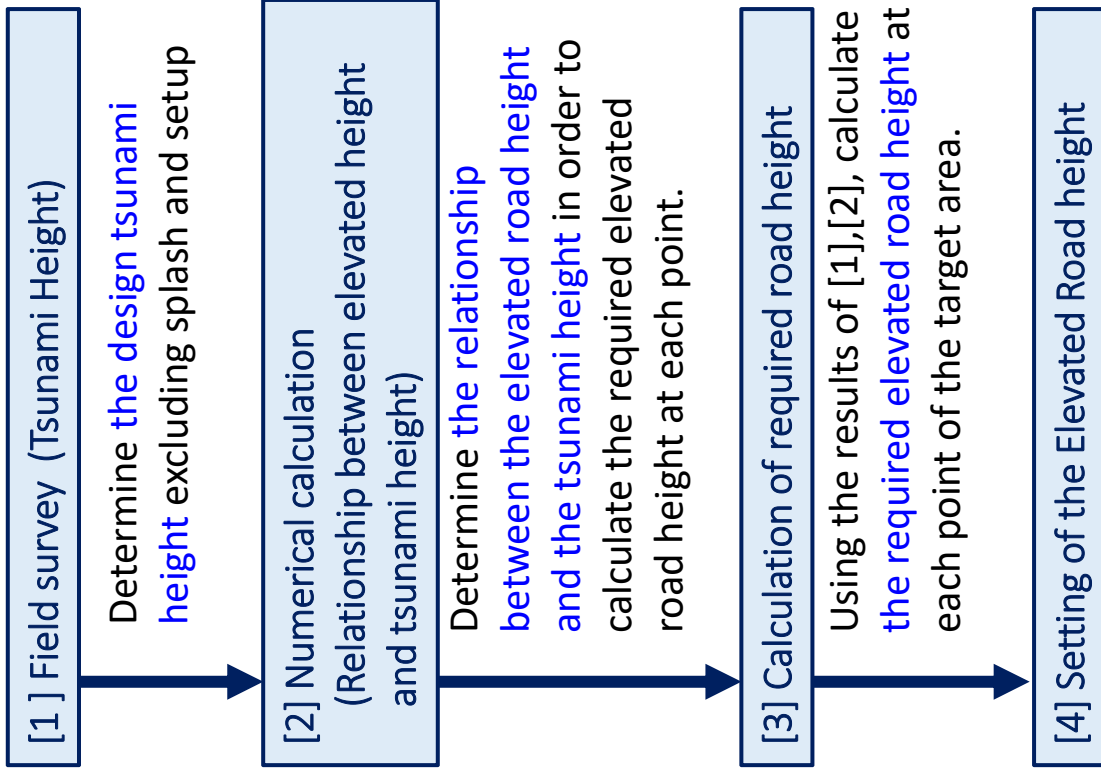 [1 ] Field survey (Tsunami Height)
Determine the design tsunami
height excluding splash and setup
[2] Numerical calculation
(Relationship between elevated height
and tsunami height)
Determine the relationship
between the elevated road height
and the tsunami height in order to
calculate the required elevated
road height at each point.
[3] Calculation of required road height
Using the results of [1],[2], calculate
the required elevated road height at
each point of the target area.
[4] Setting of the Elevated Road height